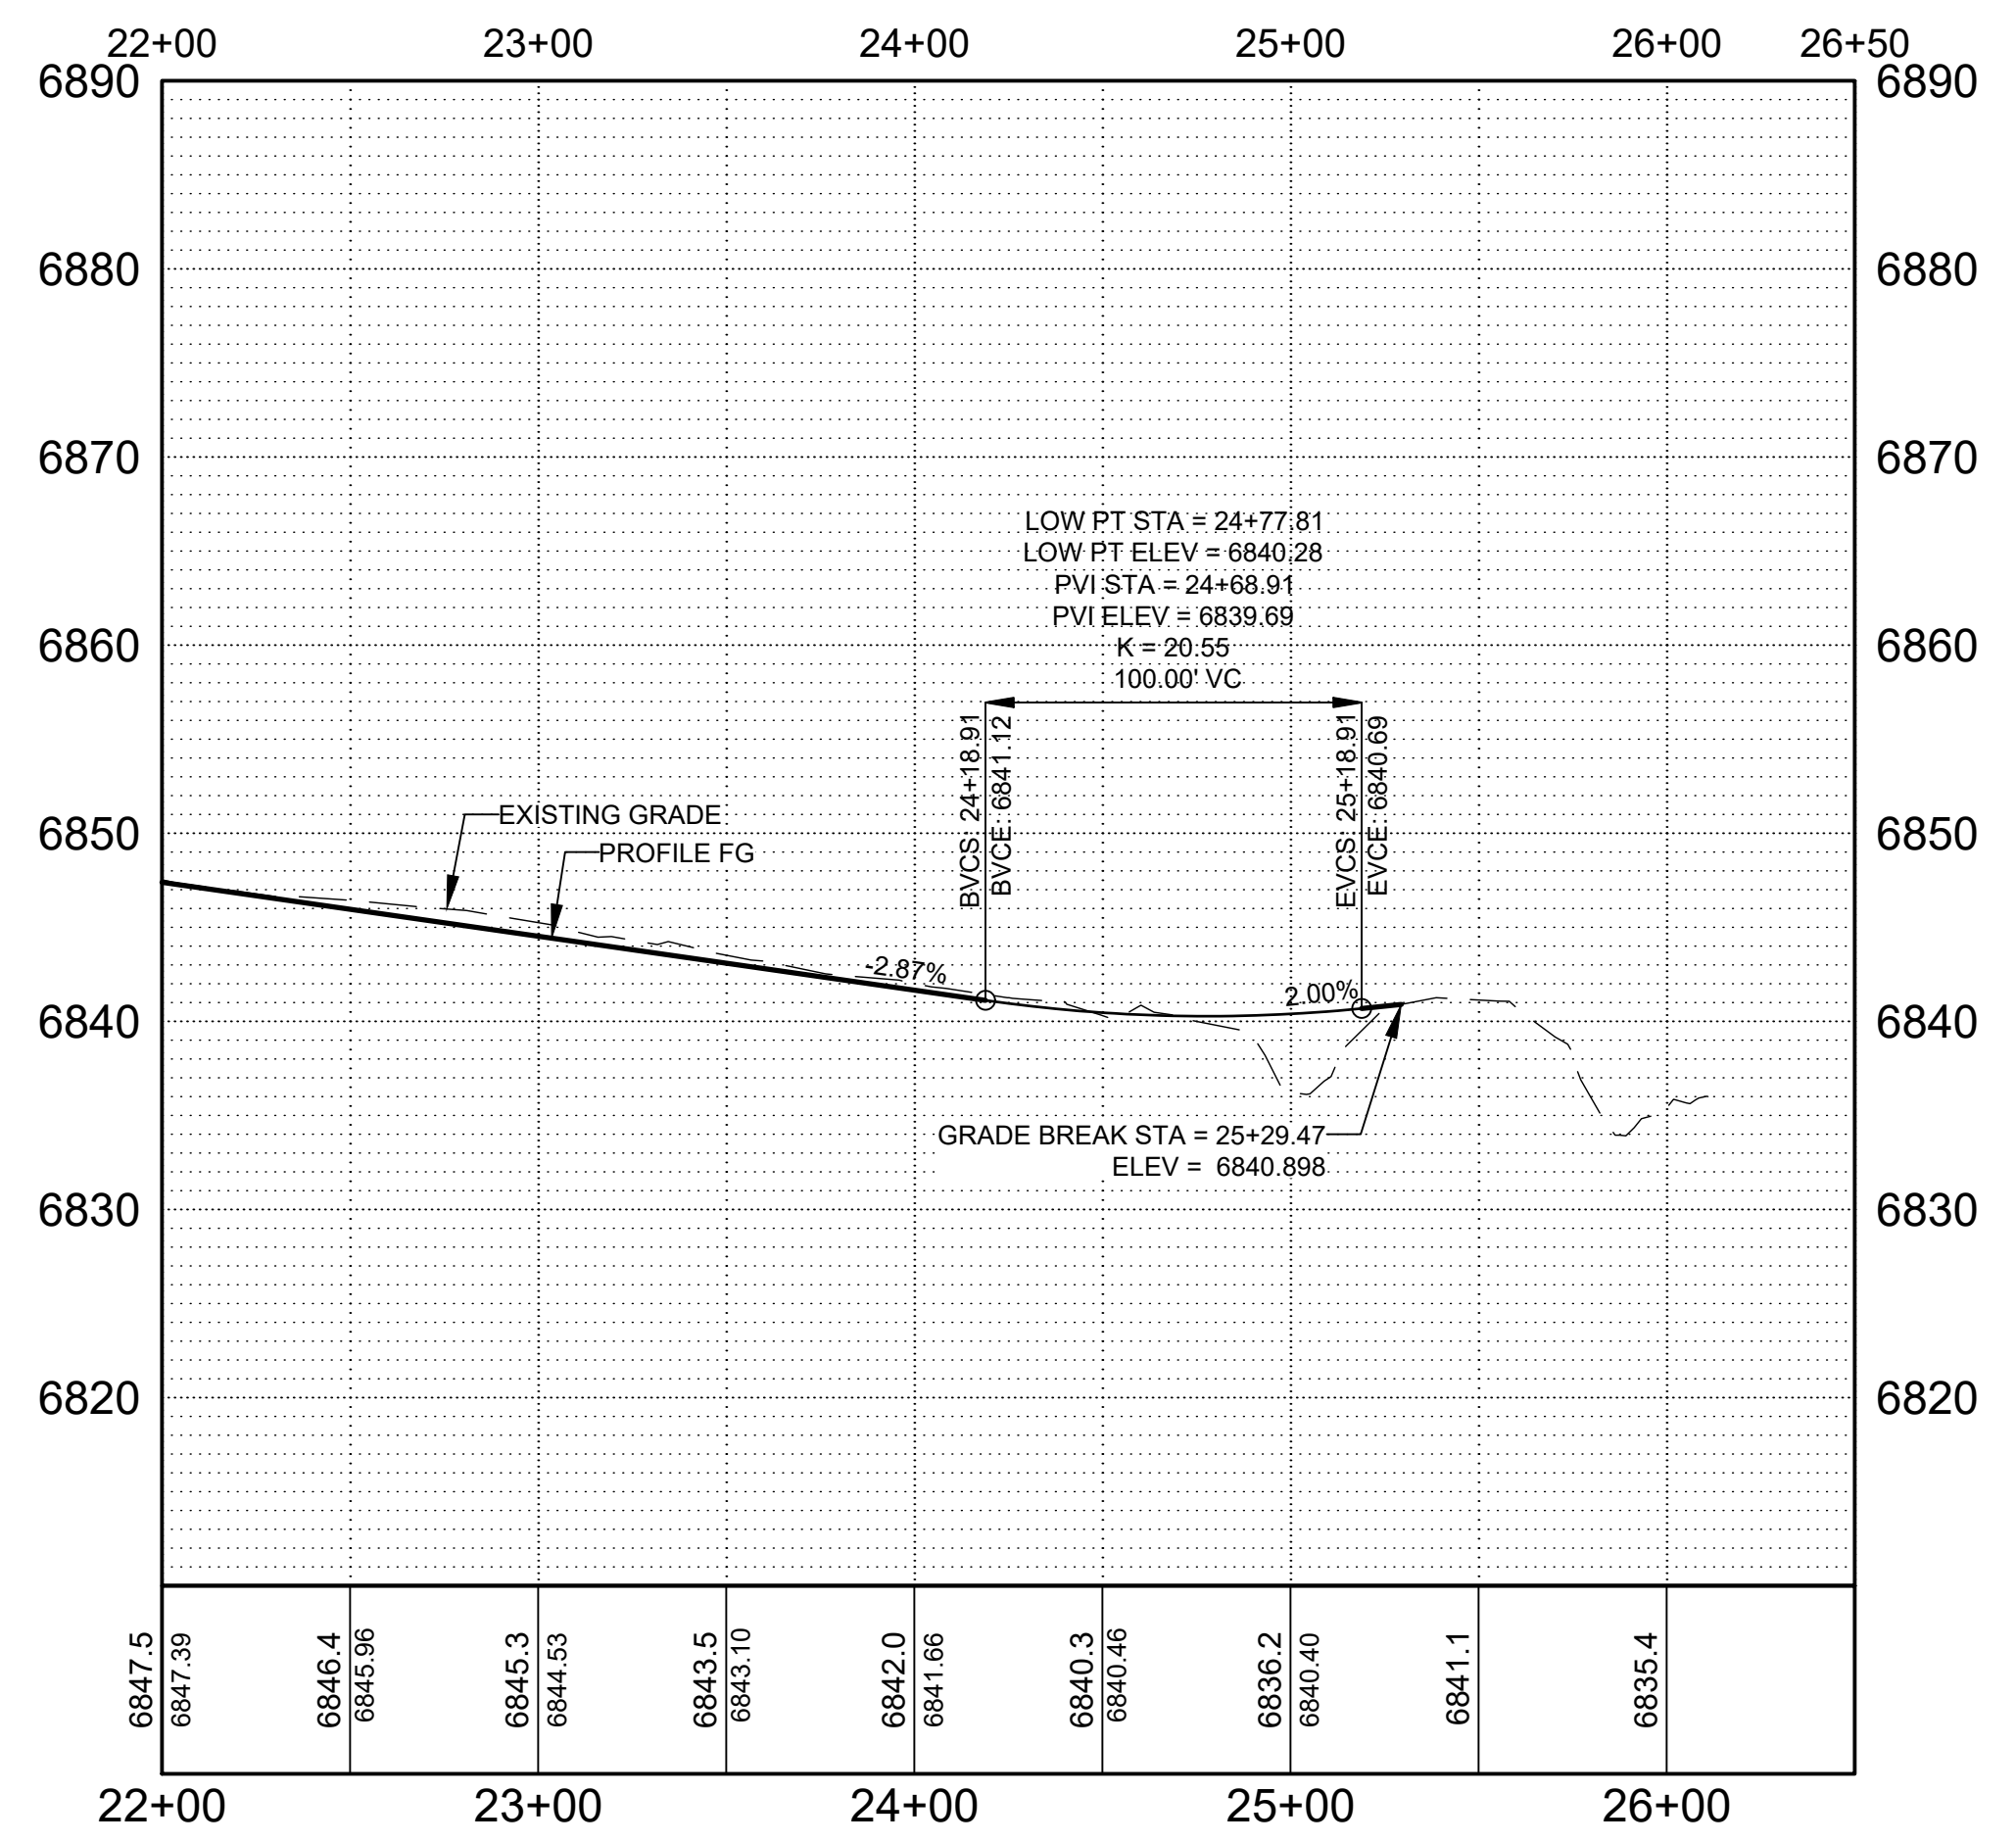 22+00 23+00 24+00 25+00 26+00 26+50
6890 6890
6880 6880
6870 6870
LOW PT STA = 24+77.81
LOW PT ELEV = 6840.28
PVI STA = 24+68.91
PVI ELEV = 6839.69
K = 20.55
100.00' VC
6860 6860
BVCS: 24+18.91
BVCE: 6841.12
EVCS: 25+18.91
EVCE: 6840.69
EXISTING GRADE
6850 6850
PROFILE FG
-2.87%
2.00%
6840 6840
GRADE BREAK STA = 25+29.47
ELEV = 6840.898
6830 6830
6820 6820
6847.5
6847.39
6846.4
6845.96
6845.3
6844.53
6843.5
6843.10
6842.0
6841.66
6840.3
6840.46
6836.2
6840.40
6841.1
6835.4
22+00 23+00 24+00 25+00 26+00